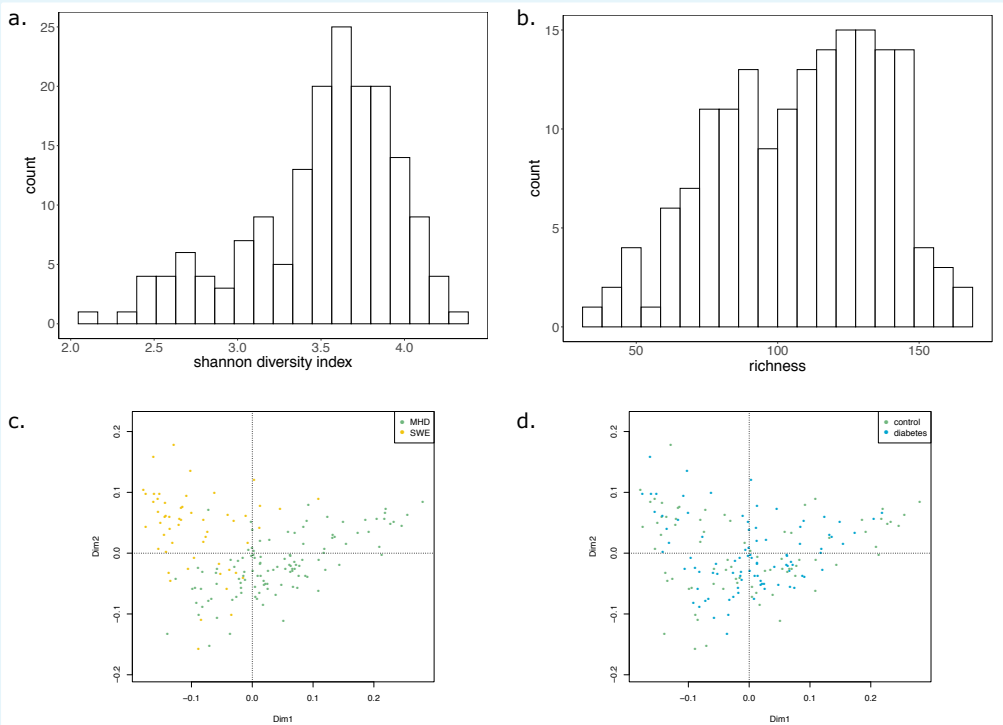 a.
25
20
15
10
5
0
count
2.0
2.5
3.0
3.5
4.0
shannon diversity index
b.
15
10
5
0
count
50
100
150
richness
c.
MHD
SWE
0.2
0.1
0.0
−0.1
−0.2
Dim2
−0.1
0.0
0.1
0.2
Dim1
d.
control
diabetes
0.2
0.1
0.0
−0.1
−0.2
Dim2
−0.1
0.0
0.1
0.2
Dim1